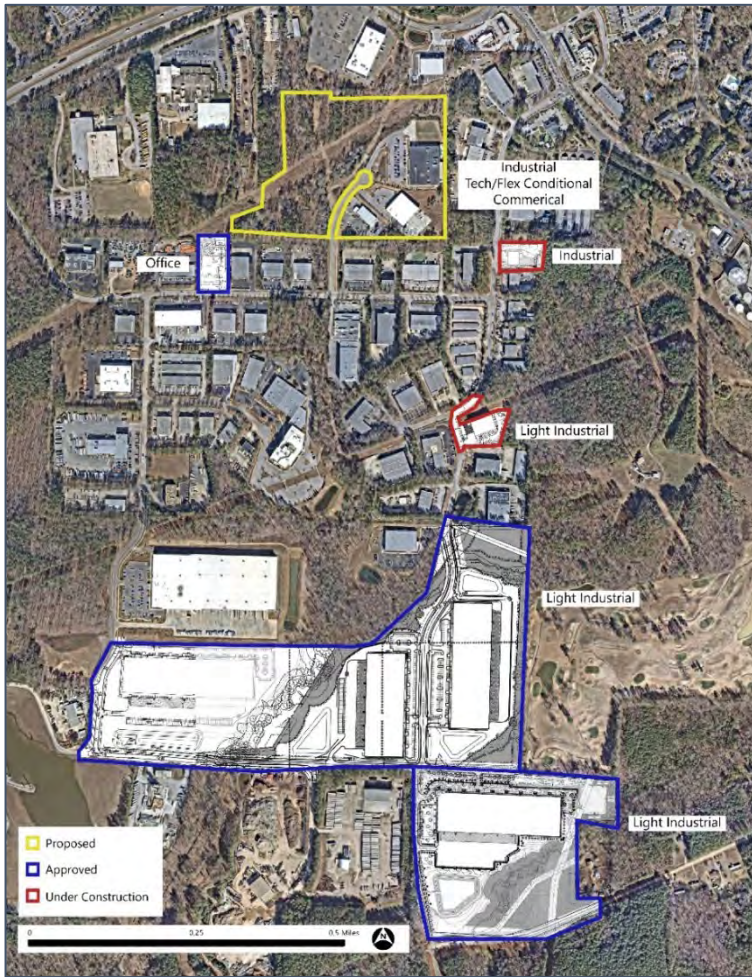 Industrial
Tech/Flex Conditional
Commerical
Office
Industrial
Light Industrial
Light Industrial
Light Industrial
Proposed
Approved
Under Construction
0
0.25
0.5 Miles
N